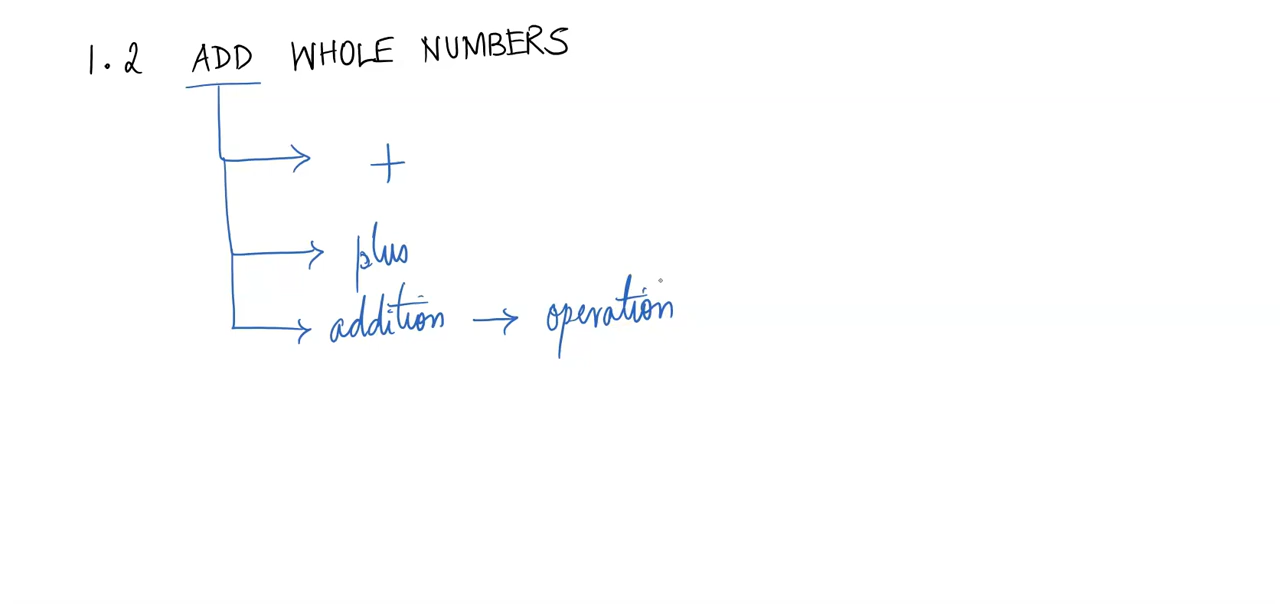 1.2 ADD WHOLE NUMBERS
+
plus
addition → operation